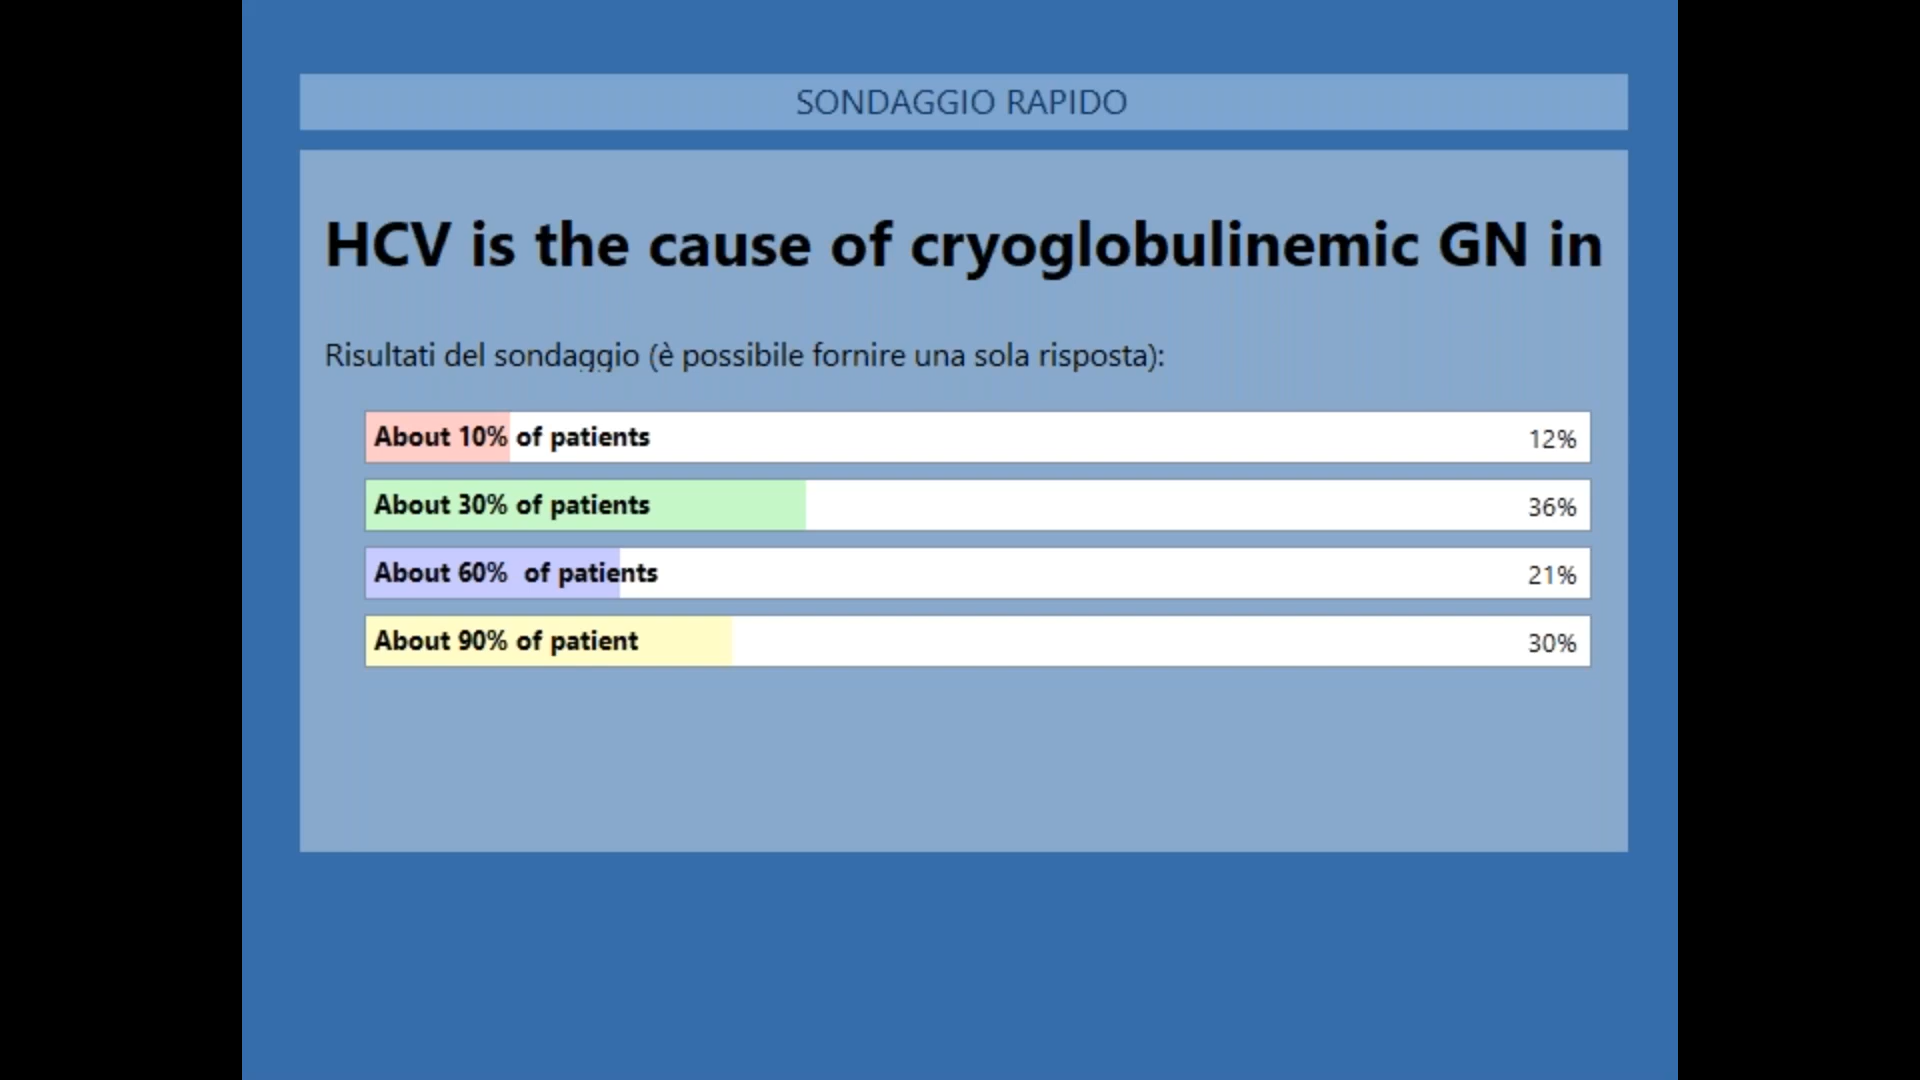 SONDAGGIO RAPIDO
HCV is the cause of cryoglobulinemic GN in
Risultati del sondaggio (è possibile fornire una sola risposta):
About 10% of patients 12%
About 30% of patients 36%
About 60%  of patients 21%
About 90% of patient 30%